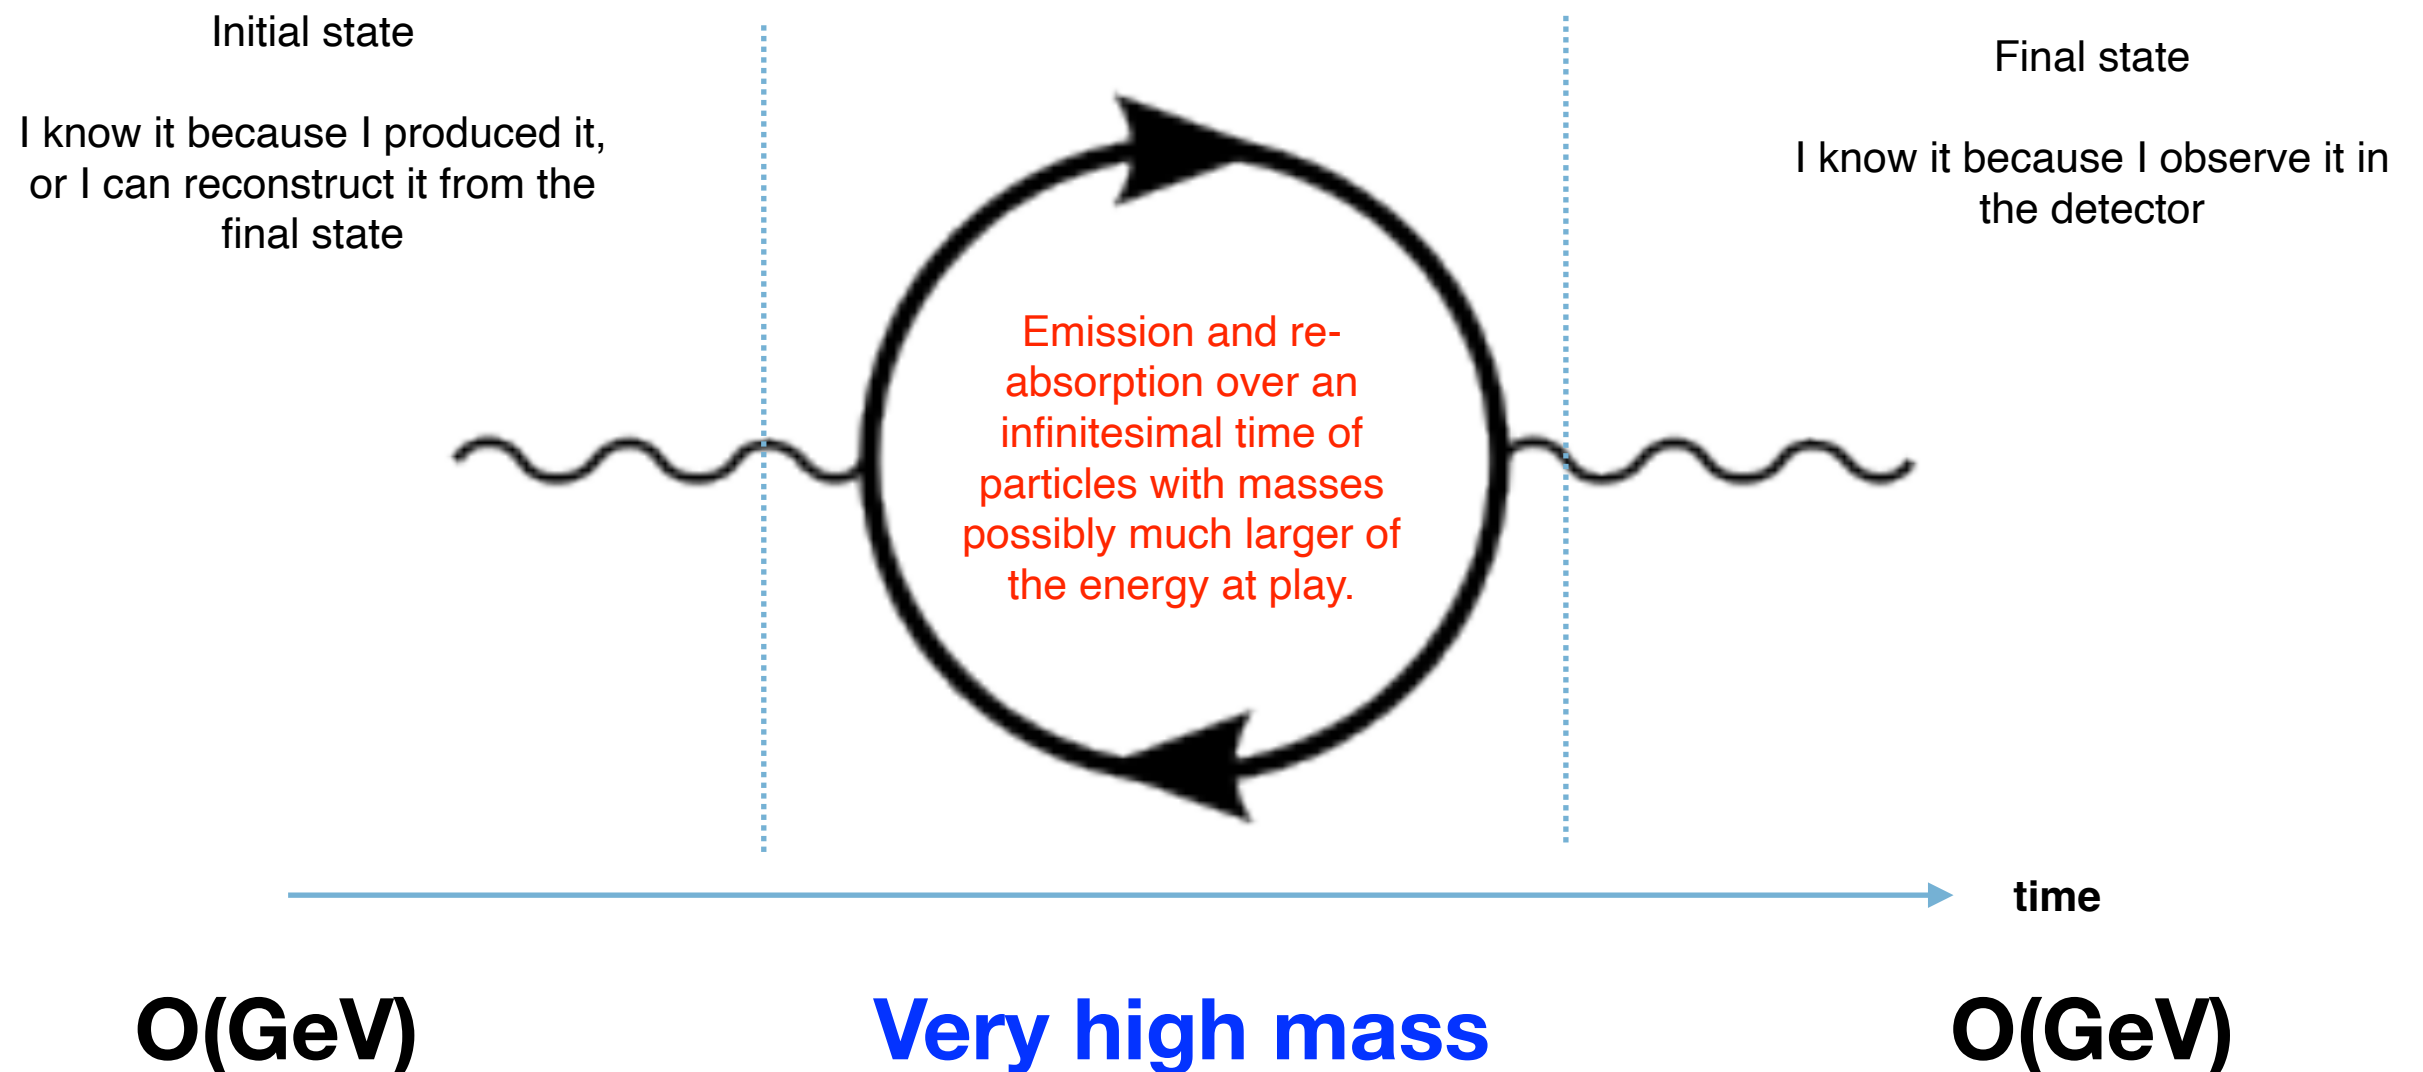 Initial state
I know it because I produced it,
or I can reconstruct it from the
final state
Final state
I know it because I observe it in
the detector
Emission and re-
absorption over an
infinitesimal time of
particles with masses
possibly much larger of
the energy at play.
time
O(GeV)
Very high mass
O(GeV)